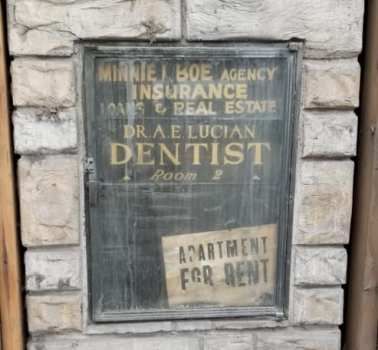 MINNIE I. BOE AGENCY
INSURANCE
LOANS & REAL ESTATE
DR. A E LUCIAN
DENTIST
Room 2
APARTMENT
FOR RENT